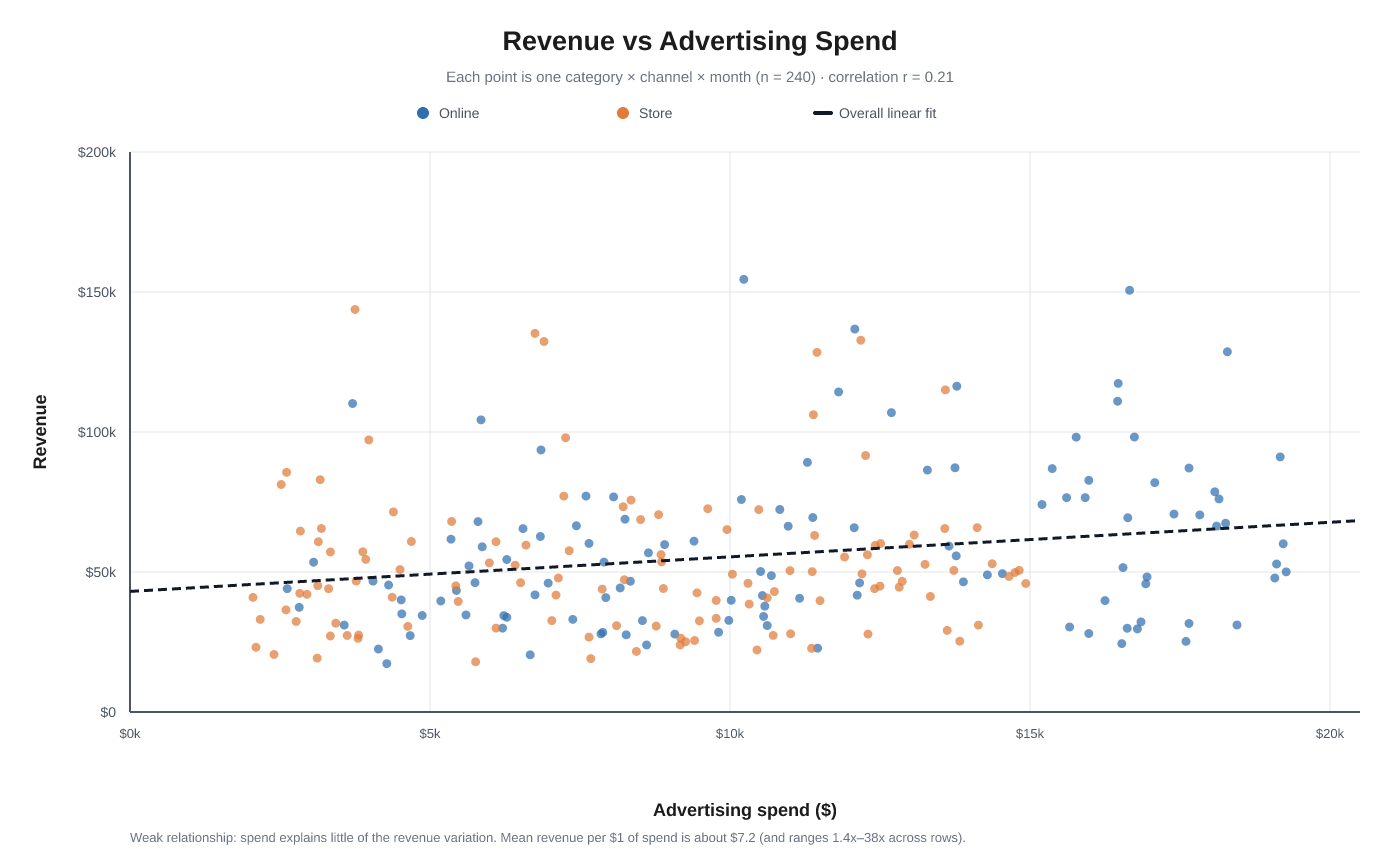 Revenue vs Advertising Spend
Each point is one category × channel × month (n = 240) · correlation r = 0.21
Online
Store
Overall linear fit
$200k
$150k
$100k
$50k
$0
Revenue
$0k
$5k
$10k
$15k
$20k
Advertising spend ($)
Weak relationship: spend explains little of the revenue variation. Mean revenue per $1 of spend is about $7.2 (and ranges 1.4x–38x across rows).